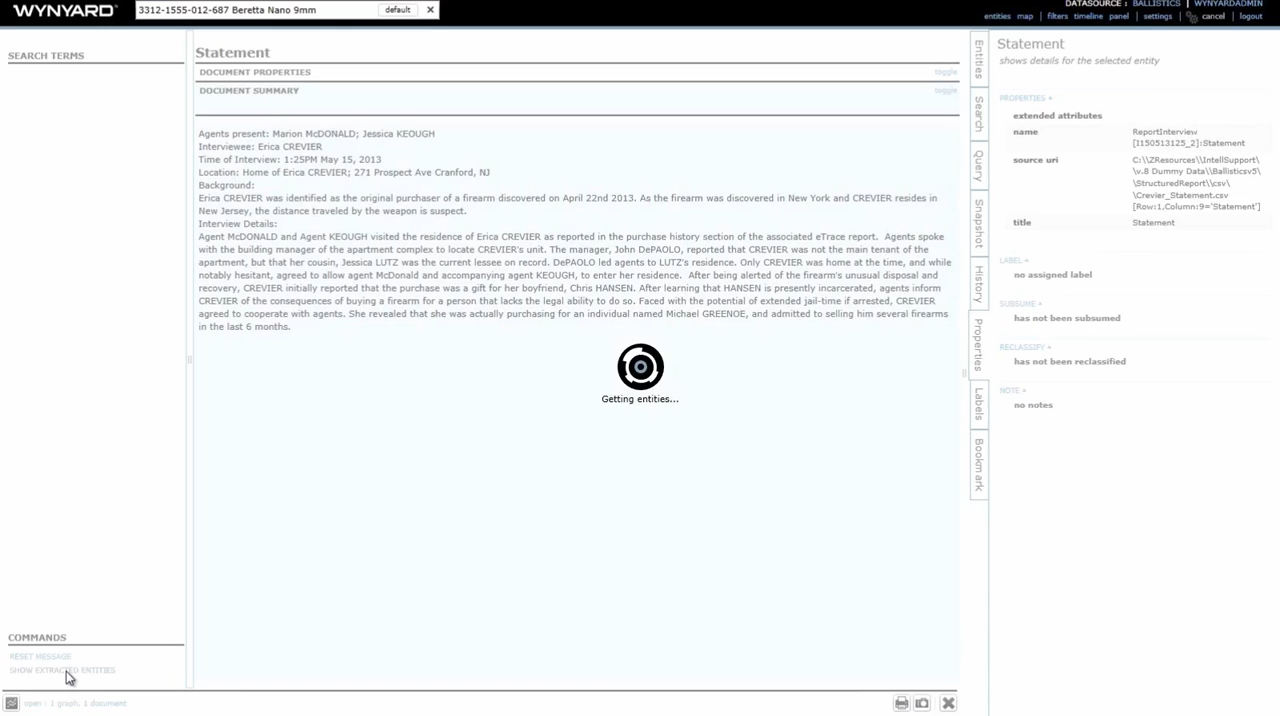 WYNYARD
3312-1555-012-687 Beretta Nano 9mm
default
DATASOURCE : BALLISTICS | WYNYARDADMIN
entities map | filters timeline panel | settings | cancel | logout
SEARCH TERMS
Statement
DOCUMENT PROPERTIES
toggle
DOCUMENT SUMMARY
toggle
Agents present: Marion McDONALD; Jessica KEOUGH
Interviewee: Erica CREVIER
Time of Interview: 1:25PM May 15, 2013
Location: Home of Erica CREVIER; 271 Prospect Ave Cranford, NJ
Background:
Erica CREVIER was identified as the original purchaser of a firearm discovered on April 22nd 2013. As the firearm was discovered in New York and CREVIER resides in
New Jersey, the distance traveled by the weapon is suspect.
Interview Details:
Agent McDONALD and Agent KEOUGH visited the residence of Erica CREVIER as reported in the purchase history section of the associated eTrace report. Agents spoke
with the building manager of the apartment complex to locate CREVIER's unit. The manager, John DePAOLO, reported that CREVIER was not the main tenant of the
apartment, but that her cousin, Jessica LUTZ was the current lessee on record. DePAOLO led agents to LUTZ's residence. Only CREVIER was home at the time, and while
notably hesitant, agreed to allow agent McDonald and accompanying agent KEOUGH, to enter her residence. After being alerted of the firearm's unusual disposal and
recovery, CREVIER initially reported that the purchase was a gift for her boyfriend, Chris HANSEN. After learning that HANSEN is presently incarcerated, agents inform
CREVIER of the consequences of buying a firearm for a person that lacks the legal ability to do so. Faced with the potential of extended jail-time if arrested, CREVIER
agreed to cooperate with agents. She revealed that she was actually purchasing for an individual named Michael GREENOE, and admitted to selling him several firearms
in the last 6 months.
Getting entities...
COMMANDS
RESET MESSAGE
SHOW EXTRACTED ENTITIES
open : 1 graph, 1 document
Entities
Search
Query
Snapshot
History
Properties
Labels
Bookmark
Statement
shows details for the selected entity
PROPERTIES
extended attributes
name ReportInterview
[I150513125_2]:Statement
source uri C:\\ZResources\\IntellSupport\
\v.8 Dummy Data\\Ballisticsv5\
\StructuredReport\\csv\
\Crevier_Statement.csv
[Row:1,Column:9='Statement']
title Statement
LABEL
no assigned label
SUBSUME
has not been subsumed
RECLASSIFY
has not been reclassified
NOTE
no notes